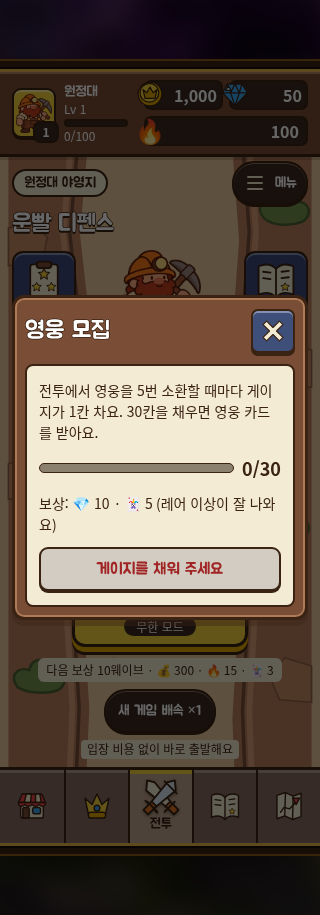 원정대
Lv 1
0/100
1
1,000
50
100
원정대 야영지
메뉴
운빨 디펜스
영웅 모집
전투에서 영웅을 5번 소환할 때마다 게이
지가 1칸 차요. 30칸을 채우면 영웅 카드
를 받아요.
0/30
보상: 💎 10 · 🃏 5 (레어 이상이 잘 나와
요)
게이지를 채워 주세요
무한 모드
다음 보상 10웨이브 · 💰 300 · 🔥 15 · 🃏 3
새 게임 배속 ×1
입장 비용 없이 바로 출발해요
전투